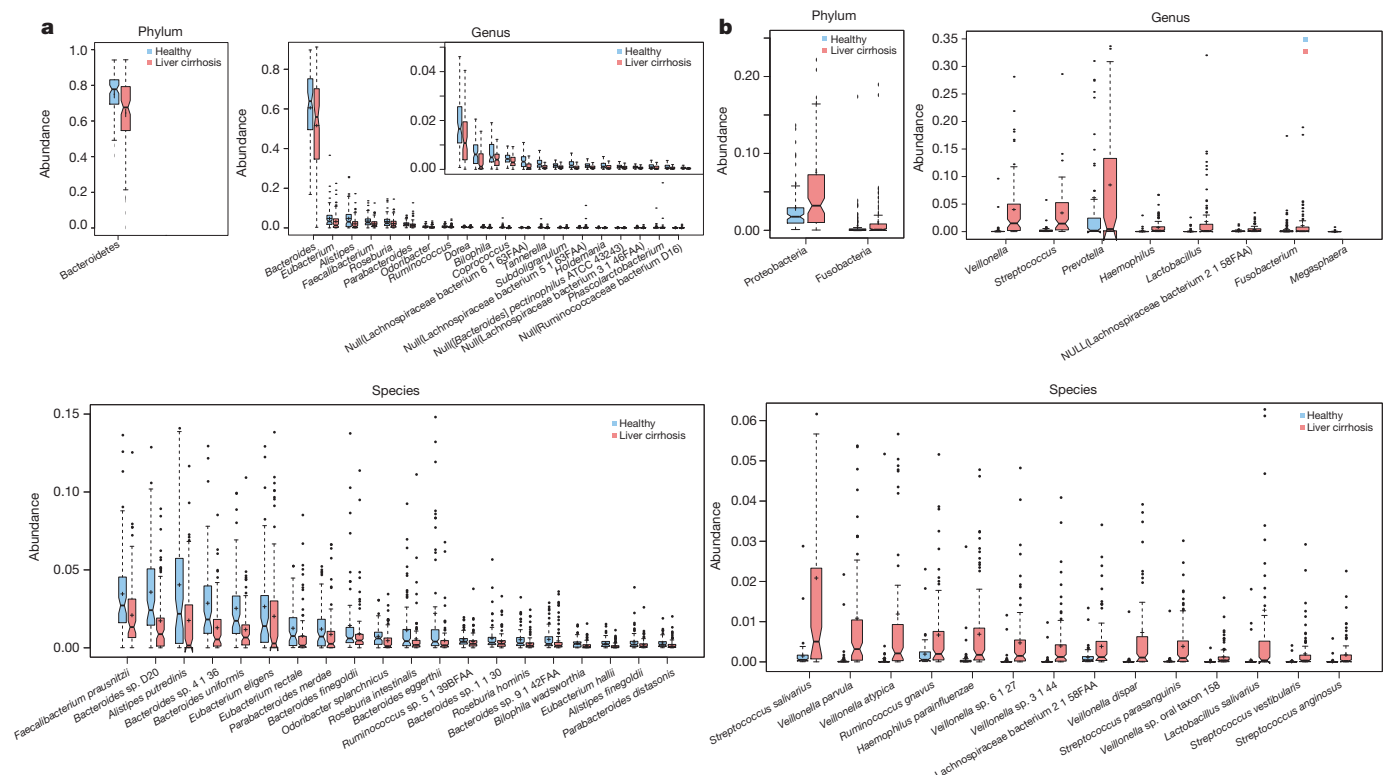 a
Phylum
Healthy
Liver cirrhosis
Abundance
1.0
0.8
0.6
0.4
0.2
0.0
Bacteroidetes
Genus
Healthy
Liver cirrhosis
Abundance
0.8
0.6
0.4
0.2
0.0
0.04
0.02
0.00
Bacteroides
Eubacterium
Alistipes
Faecalibacterium
Roseburia
Parabacteroides
Odoribacter
Ruminococcus
Dorea
Bilophila
Coprococcus
Null(Lachnospiraceae bacterium 6 1 63FAA)
Tannerella
Subdoligranulum
Null(Lachnospiraceae bacterium 5 1 63FAA)
Holdemania
Null([Bacteroides] pectinophilus ATCC 43243)
Null(Lachnospiraceae bacterium 3 1 46FAA)
Phascolarctobacterium
Null(Ruminococcaceae bacterium D16)
b
Phylum
Healthy
Liver cirrhosis
Abundance
0.20
0.10
0.00
Proteobacteria
Fusobacteria
Genus
Healthy
Liver cirrhosis
Abundance
0.35
0.30
0.25
0.20
0.15
0.10
0.05
0.00
Veillonella
Streptococcus
Prevotella
Haemophilus
Lactobacillus
NULL(Lachnospiraceae bacterium 2 1 58FAA)
Fusobacterium
Megasphaera
Species
Healthy
Liver cirrhosis
Abundance
0.15
0.10
0.05
0.00
Faecalibacterium prausnitzii
Bacteroides sp. D20
Alistipes putredinis
Bacteroides sp. 4 1 36
Bacteroides uniformis
Eubacterium eligens
Eubacterium rectale
Parabacteroides merdae
Bacteroides finegoldii
Odoribacter splanchnicus
Roseburia intestinalis
Bacteroides eggerthii
Ruminococcus sp. 5 1 39BFAA
Bacteroides sp. 1 1 30
Roseburia hominis
Bacteroides sp. 9 1 42FAA
Bilophila wadsworthia
Eubacterium hallii
Alistipes finegoldii
Parabacteroides distasonis
Species
Healthy
Liver cirrhosis
Abundance
0.06
0.05
0.04
0.03
0.02
0.01
0.00
Streptococcus salivarius
Veillonella parvula
Veillonella atypica
Ruminococcus gnavus
Haemophilus parainfluenzae
Veillonella sp. 6 1 27
Veillonella sp. 3 1 44
Lachnospiraceae bacterium 2 1 58FAA
Veillonella dispar
Streptococcus parasanguinis
Veillonella sp. oral taxon 158
Lactobacillus salivarius
Streptococcus vestibularis
Streptococcus anginosus